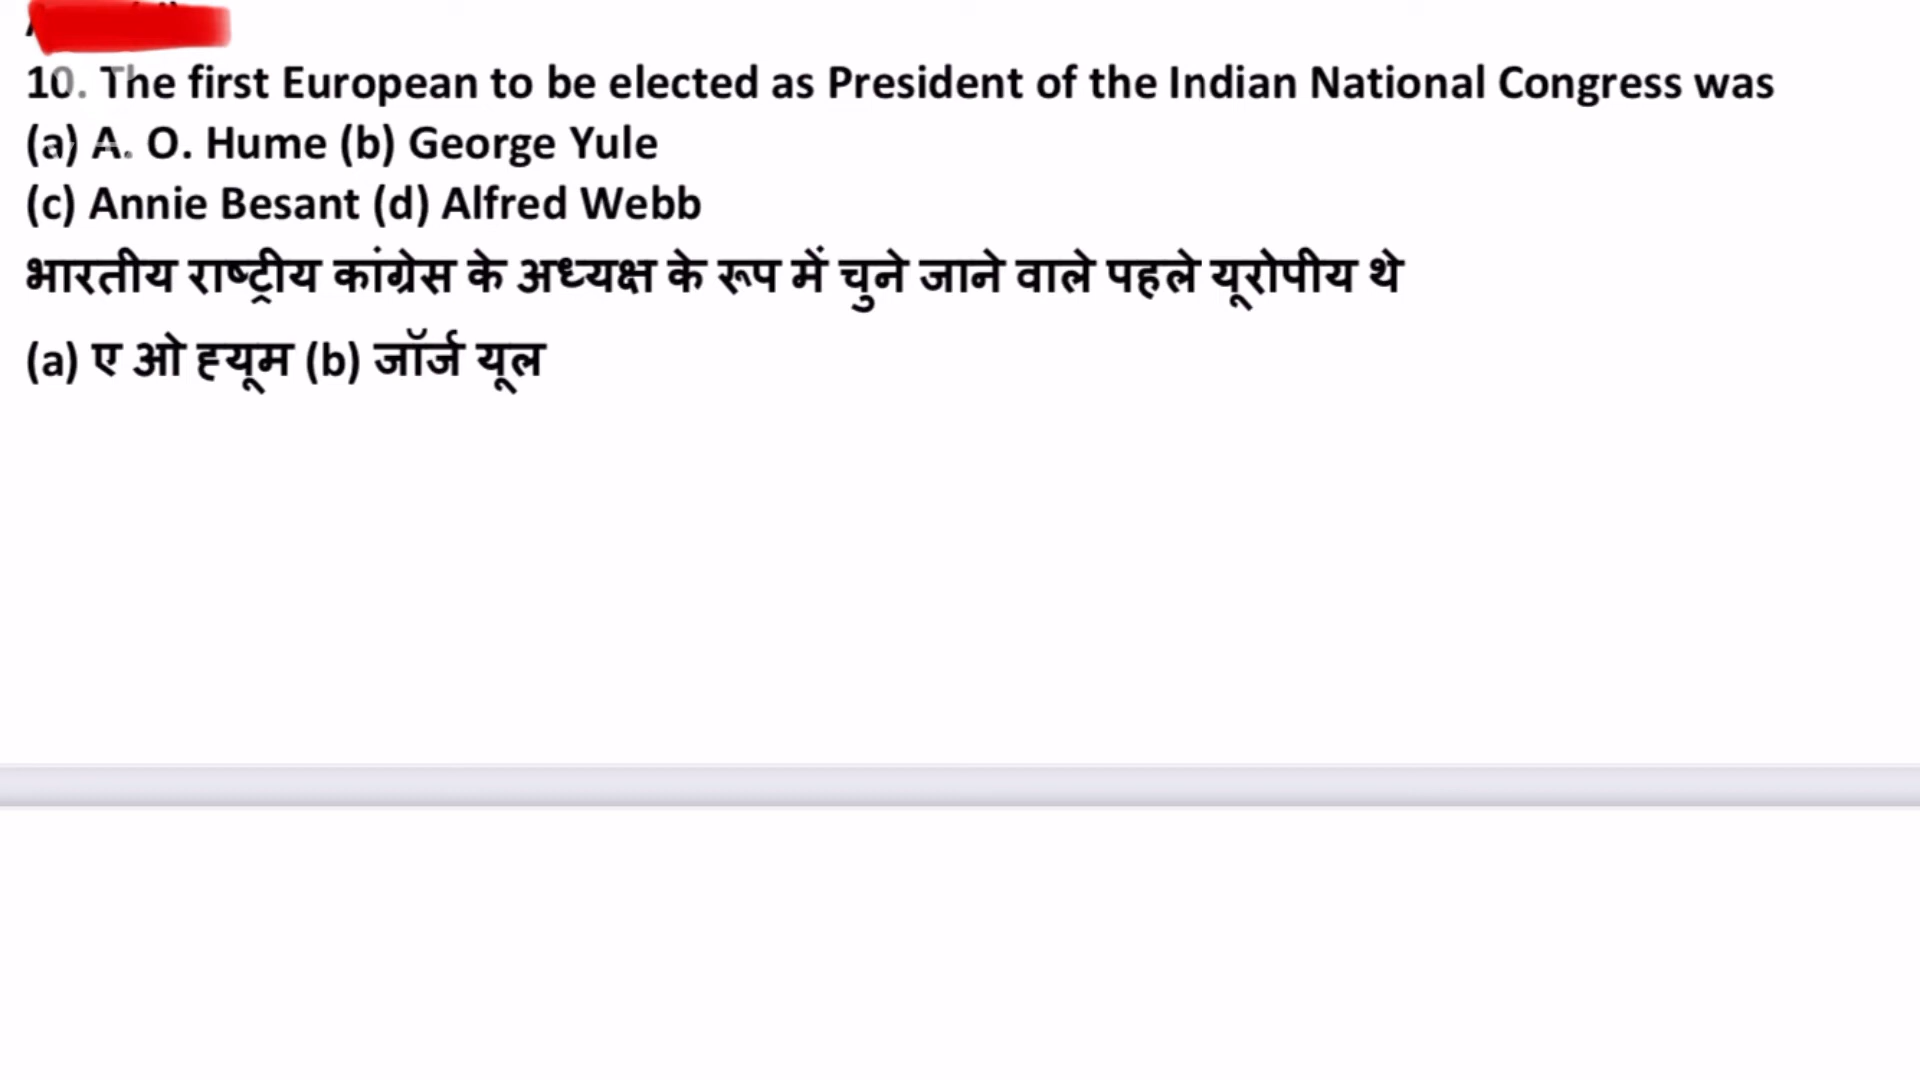 10. The first European to be elected as President of the Indian National Congress was
(a) A. O. Hume (b) George Yule
(c) Annie Besant (d) Alfred Webb
भारतीय राष्ट्रीय कांग्रेस के अध्यक्ष के रूप में चुने जाने वाले पहले यूरोपीय थे
(a) ए ओ ह्यूम (b) जॉर्ज यूल